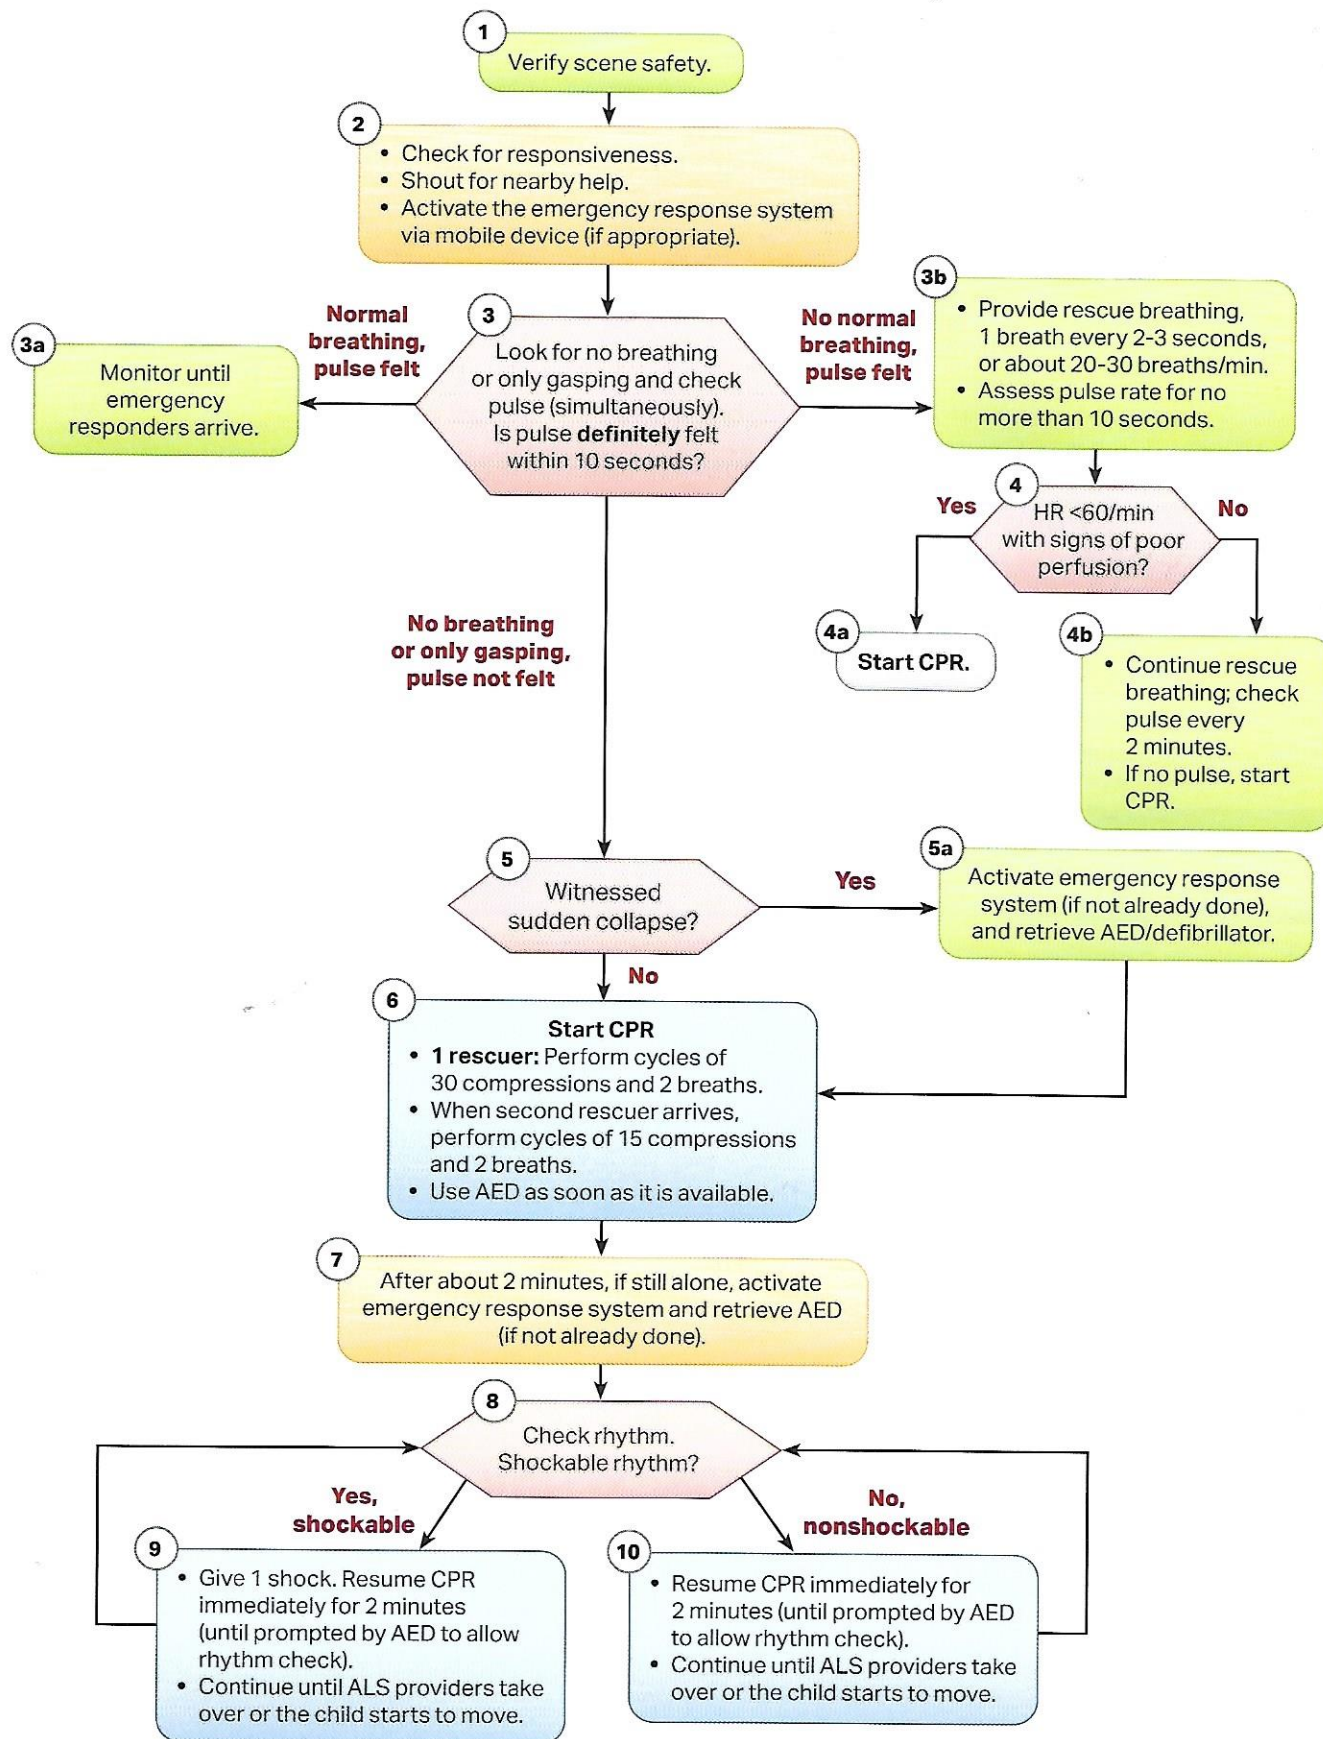 1
Verify scene safety.
2
• Check for responsiveness.
• Shout for nearby help.
• Activate the emergency response system
via mobile device (if appropriate).
3
Look for no breathing
or only gasping and check
pulse (simultaneously).
Is pulse definitely felt
within 10 seconds?
Normal
breathing,
pulse felt
3a
Monitor until
emergency
responders arrive.
No normal
breathing,
pulse felt
3b
• Provide rescue breathing,
1 breath every 2-3 seconds,
or about 20-30 breaths/min.
• Assess pulse rate for no
more than 10 seconds.
4
HR <60/min
with signs of poor
perfusion?
Yes
No
4a
Start CPR.
4b
• Continue rescue
breathing; check
pulse every
2 minutes.
• If no pulse, start
CPR.
No breathing
or only gasping,
pulse not felt
5
Witnessed
sudden collapse?
Yes
5a
Activate emergency response
system (if not already done),
and retrieve AED/defibrillator.
No
6
Start CPR
• 1 rescuer: Perform cycles of
30 compressions and 2 breaths.
• When second rescuer arrives,
perform cycles of 15 compressions
and 2 breaths.
• Use AED as soon as it is available.
7
After about 2 minutes, if still alone, activate
emergency response system and retrieve AED
(if not already done).
8
Check rhythm.
Shockable rhythm?
Yes,
shockable
No,
nonshockable
9
• Give 1 shock. Resume CPR
immediately for 2 minutes
(until prompted by AED to allow
rhythm check).
• Continue until ALS providers take
over or the child starts to move.
10
• Resume CPR immediately for
2 minutes (until prompted by AED
to allow rhythm check).
• Continue until ALS providers take
over or the child starts to move.